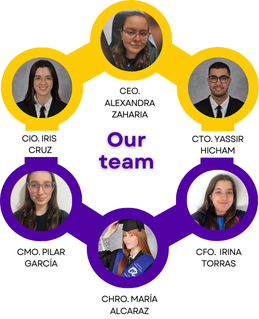 CEO.
ALEXANDRA
ZAHARIA
CIO. IRIS
CRUZ
CTO. YASSIR
HICHAM
Our
team
CMO. PILAR
GARCÍA
CFO. IRINA
TORRAS
CHRO. MARÍA
ALCARAZ